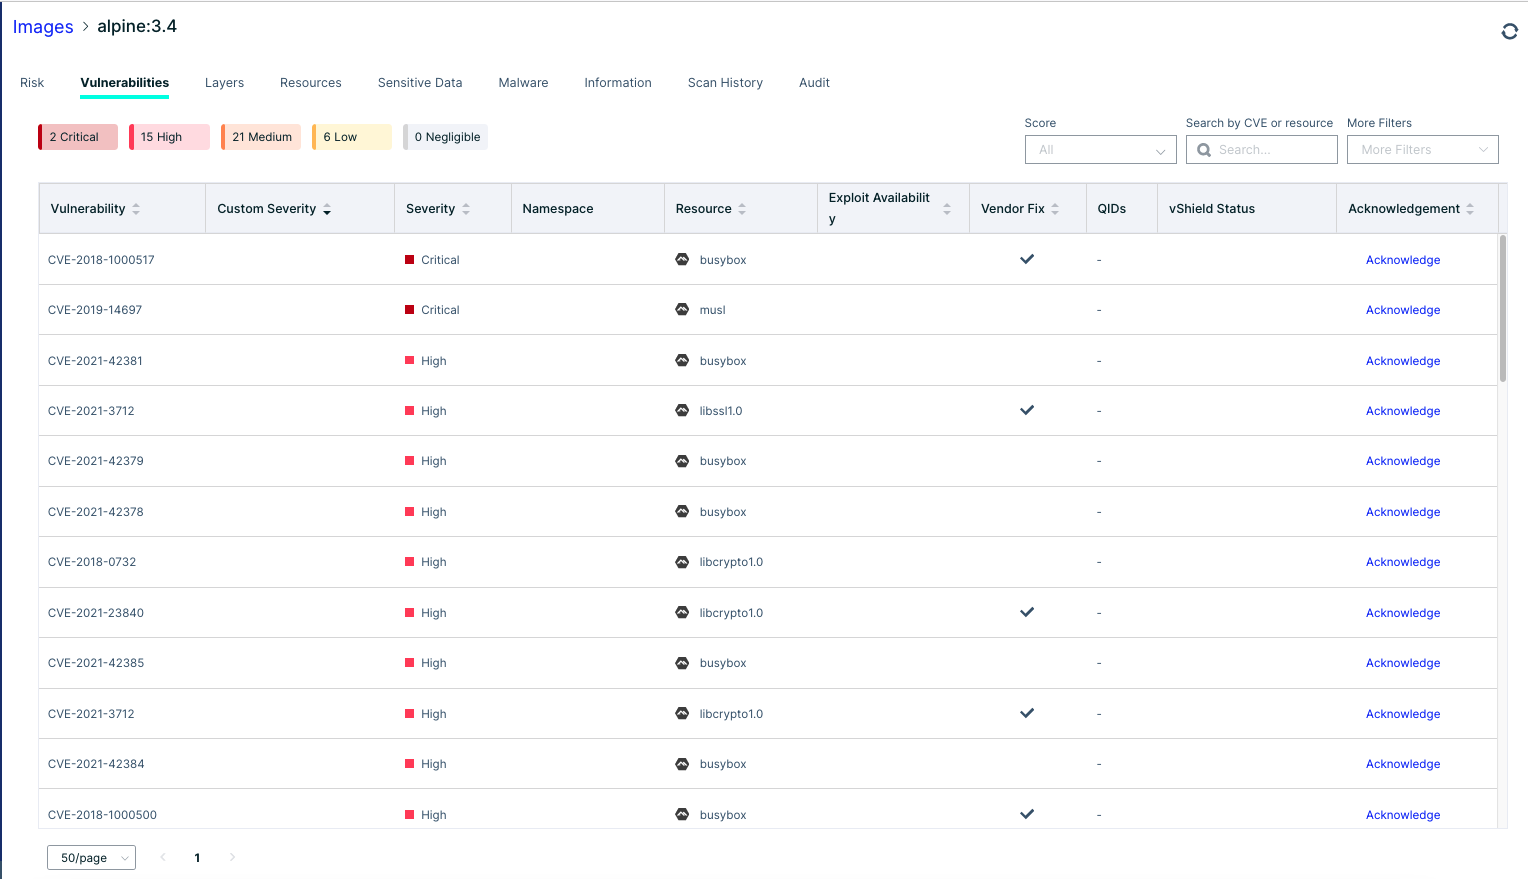 Images > alpine:3.4
Risk Vulnerabilities Layers Resources Sensitive Data Malware Information Scan History Audit
2 Critical 15 High 21 Medium 6 Low 0 Negligible
Score Search by CVE or resource More Filters
All Search... More Filters
Vulnerability Custom Severity Severity Namespace Resource Exploit Availabilit
y Vendor Fix QIDs vShield Status Acknowledgement
CVE-2018-1000517 Critical busybox - Acknowledge
CVE-2019-14697 Critical musl - Acknowledge
CVE-2021-42381 High busybox - Acknowledge
CVE-2021-3712 High libssl1.0 - Acknowledge
CVE-2021-42379 High busybox - Acknowledge
CVE-2021-42378 High busybox - Acknowledge
CVE-2018-0732 High libcrypto1.0 - Acknowledge
CVE-2021-23840 High libcrypto1.0 - Acknowledge
CVE-2021-42385 High busybox - Acknowledge
CVE-2021-3712 High libcrypto1.0 - Acknowledge
CVE-2021-42384 High busybox - Acknowledge
CVE-2018-1000500 High busybox - Acknowledge
50/page 1